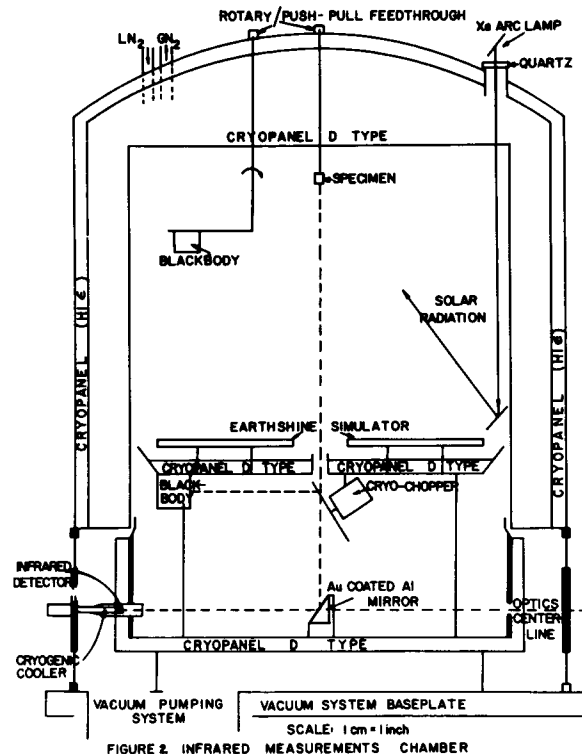 ROTARY/PUSH-PULL FEEDTHROUGH
Xe ARC LAMP
LN2 GN2
QUARTZ
CRYOPANEL D TYPE
SPECIMEN
BLACKBODY
SOLAR
RADIATION
CRYOPANEL (HI ϵ)
CRYOPANEL (HI ϵ)
EARTHSHINE SIMULATOR
CRYOPANEL D TYPE
CRYOPANEL D TYPE
BLACK-
BODY
CRYO-CHOPPER
INFRARED
DETECTOR
Au COATED Al
MIRROR
OPTICS
CENTER
LINE
CRYOGENIC
COOLER
CRYOPANEL D TYPE
VACUUM PUMPING
SYSTEM
VACUUM SYSTEM BASEPLATE
SCALE: 1 cm = 1 inch
FIGURE 2. INFRARED MEASUREMENTS CHAMBER